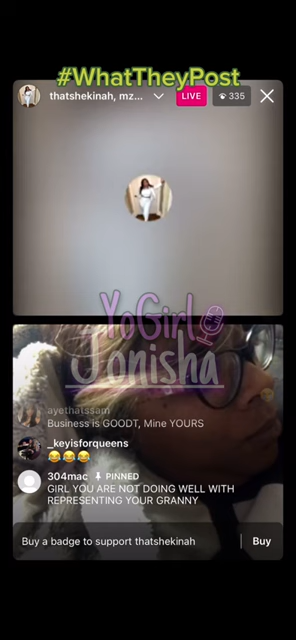 #WhatTheyPost
thatshekinah, mz... LIVE 335
YoGirl
Jonisha
ayethatssam
Business is GOODT, Mine YOURS
_keyisforqueens
😂😂😂
304mac PINNED
GIRL YOU ARE NOT DOING WELL WITH
REPRESENTING YOUR GRANNY
Buy a badge to support thatshekinah Buy